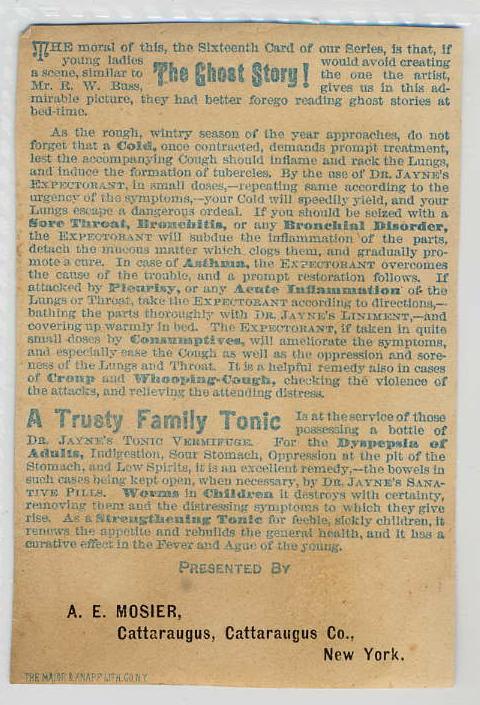 THE moral of this, the Sixteenth Card of our Series, is that, if
young ladies would avoid creating
a scene, similar to The Ghost Story! the one the artist,
Mr. R. W. Buss, gives us in this ad-
mirable picture, they had better forego reading ghost stories at
bed-time.
As the rough, wintry season of the year approaches, do not
forget that a Cold, once contracted, demands prompt treatment,
lest the accompanying Cough should inflame and rack the Lungs,
and induce the formation of tubercles. By the use of DR. JAYNE'S
EXPECTORANT, in small doses,—repeating same according to the
urgency of the symptoms,—your Cold will speedily yield, and your
Lungs escape a dangerous ordeal. If you should be seized with a
Sore Throat, Bronchitis, or any Bronchial Disorder,
the EXPECTORANT will subdue the inflammation of the parts,
detach the mucous matter which clogs them, and gradually pro-
mote a cure. In case of Asthma, the EXPECTORANT overcomes
the cause of the trouble, and a prompt restoration follows. If
attacked by Pleurisy, or any Acute Inflammation of the
Lungs or Throat, take the EXPECTORANT according to directions,—
bathing the parts thoroughly with DR. JAYNE'S LINIMENT,—and
covering up warmly in bed. The EXPECTORANT, if taken in quite
small doses by Consumptives, will ameliorate the symptoms,
and especially ease the Cough as well as the oppression and sore-
ness of the Lungs and Throat. It is a helpful remedy also in cases
of Croup and Whooping-Cough, checking the violence of
the attacks, and relieving the attending distress.
A Trusty Family Tonic Is at the service of those
possessing a bottle of
DR. JAYNE'S TONIC VERMIFUGE. For the Dyspepsia of
Adults, Indigestion, Sour Stomach, Oppression at the pit of the
Stomach, and Low Spirits, it is an excellent remedy,—the bowels in
such cases being kept open, when necessary, by DR. JAYNE'S SANA-
TIVE PILLS. Worms in Children it destroys with certainty,
removing them and the distressing symptoms to which they give
rise. As a Strengthening Tonic for feeble, sickly children, it
renews the appetite and rebuilds the general health, and it has a
curative effect in the Fever and Ague of the young.
PRESENTED BY
A. E. MOSIER,
Cattaraugus, Cattaraugus Co.,
New York.
THE MAJOR & KNAPP LITH. CO. N.Y.